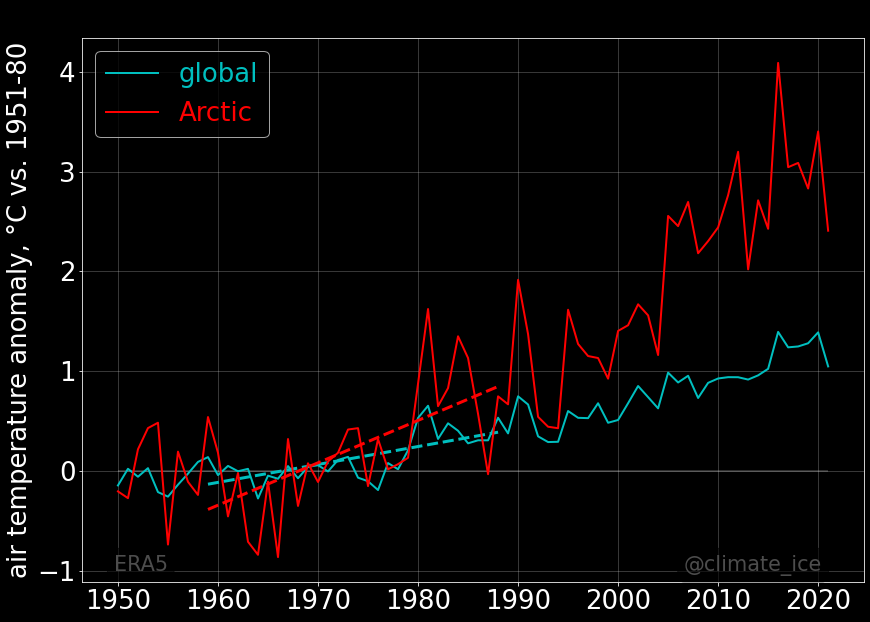 air temperature anomaly, °C vs. 1951-80
global
Arctic
4
3
2
1
0
−1
ERA5
@climate_ice
1950 1960 1970 1980 1990 2000 2010 2020